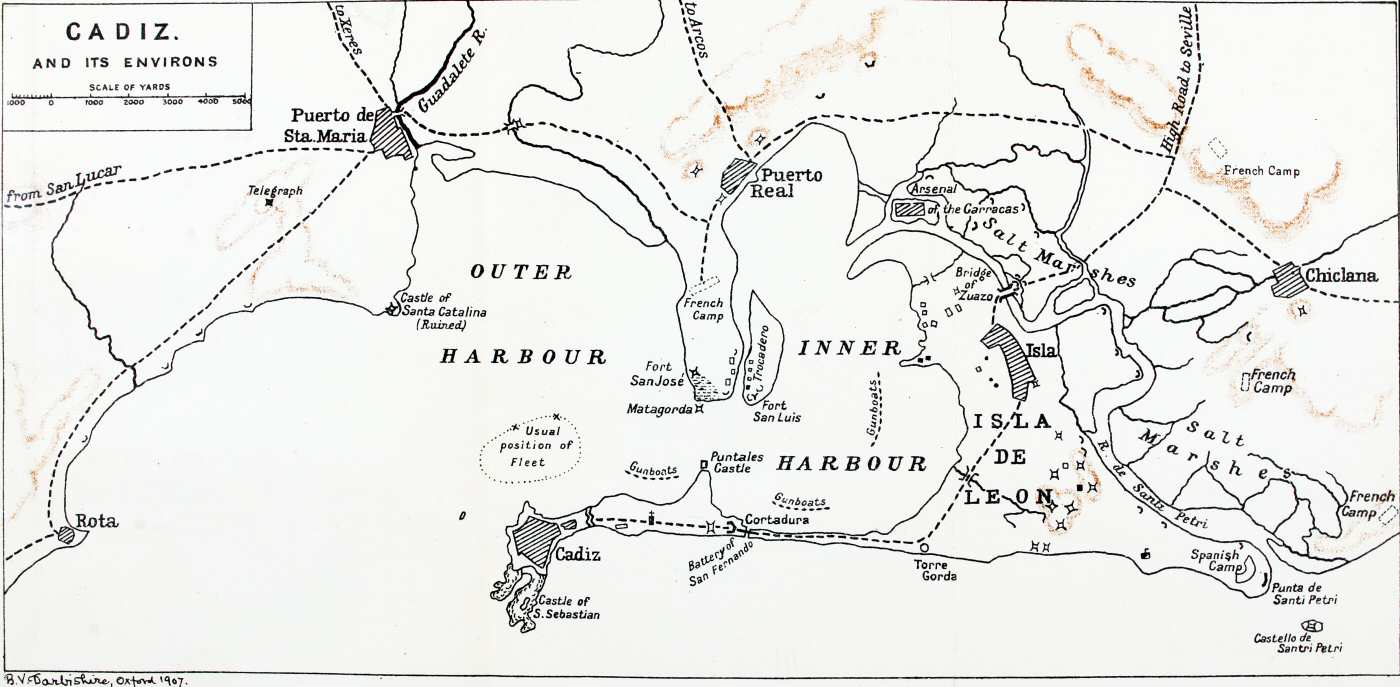 CADIZ.
AND ITS ENVIRONS
SCALE OF YARDS
1000 0 1000 2000 3000 4000 5000
to Xeres
Guadalete R.
to Arcos
High Road to Seville
Puerto de
Sta. Maria
from San Lucar
Telegraph
Puerto
Real
French Camp
Arsenal
of the Carracas
Salt Marshes
OUTER
HARBOUR
Castle of
Santa Catalina
(Ruined)
French
Camp
Bridge
of
Zuazo
Chiclana
INNER
HARBOUR
Trocadero
Isla
Fort
San José
Matagorda
Fort
San Luis
Gunboats
French
Camp
Usual
position of
Fleet
ISLA
DE
LEON
Salt
Marshes
Gunboats
Puntales
Castle
Gunboats
R. de Santi Petri
French
Camp
Rota
Cadiz
Cortadura
Battery of
San Fernando
Torre
Gorda
Spanish
Camp
Castle of
S. Sebastian
Punta de
Santi Petri
Castello de
Santri Petri
B.V. Darbishire, Oxford 1907.